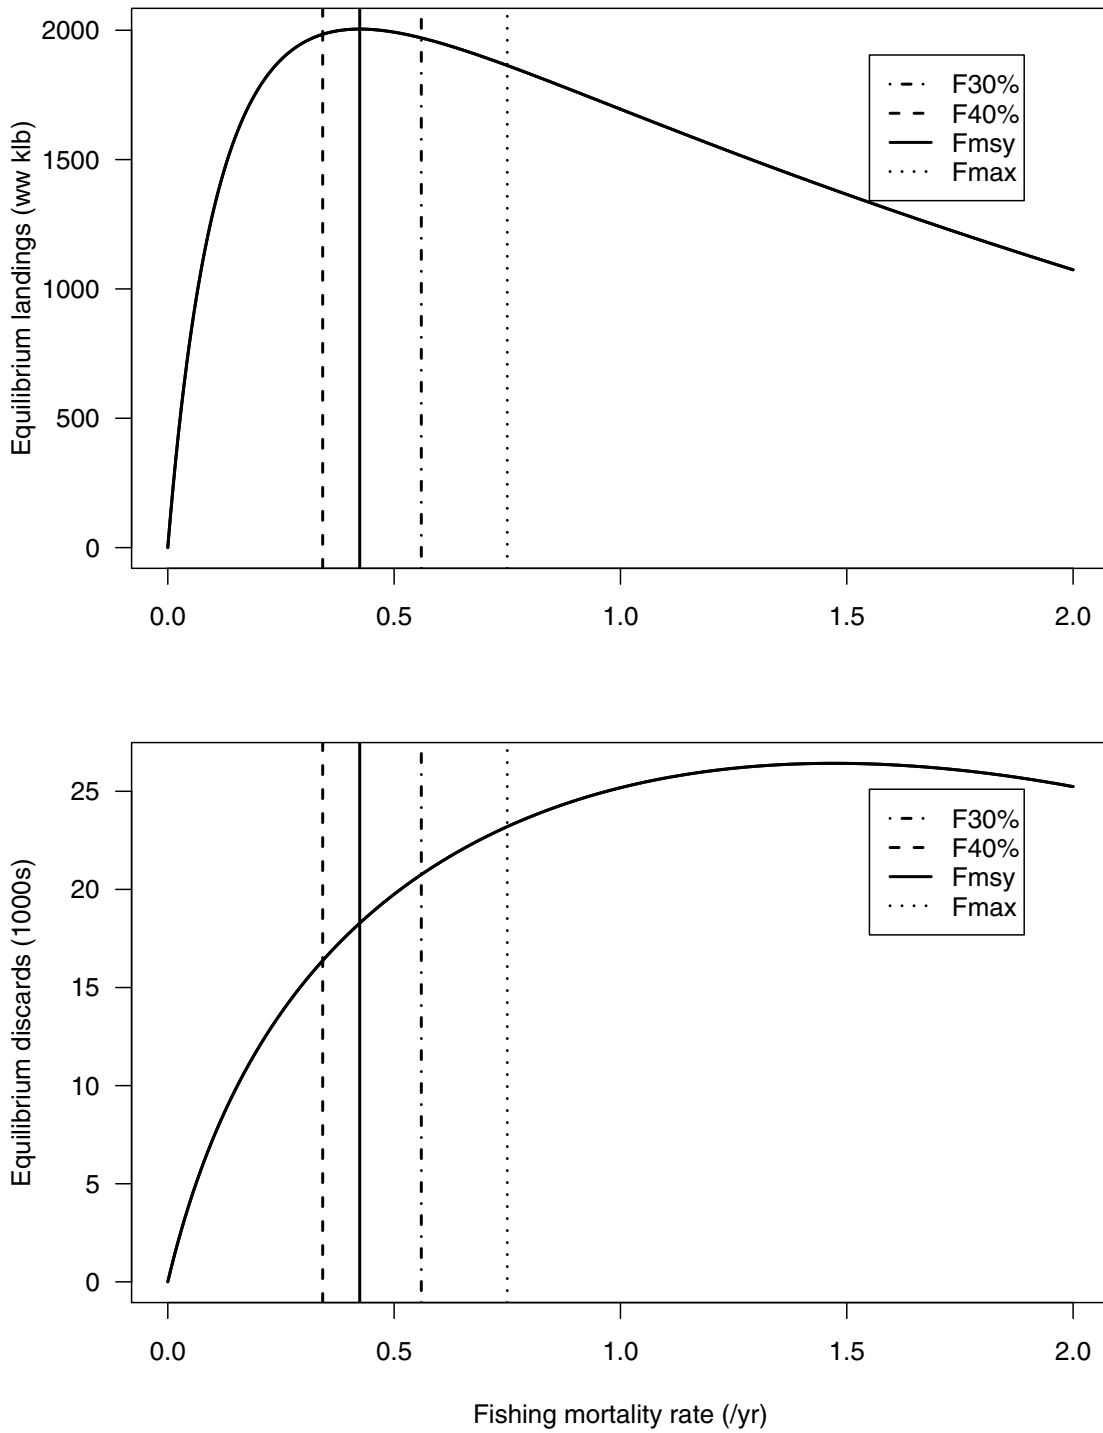 Equilibrium landings (ww klb)
2000
1500
1000
500
0
F30%
F40%
Fmsy
Fmax
0.0 0.5 1.0 1.5 2.0
Equilibrium discards (1000s)
25
20
15
10
5
0
F30%
F40%
Fmsy
Fmax
0.0 0.5 1.0 1.5 2.0
Fishing mortality rate (/yr)